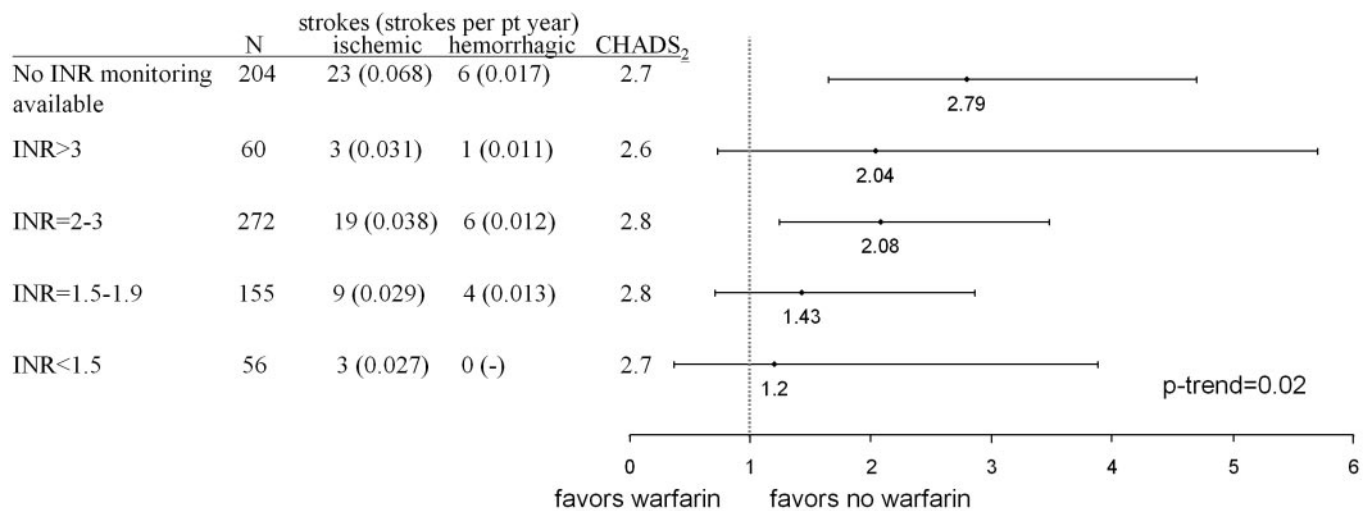 strokes (strokes per pt year)
N ischemic hemorrhagic CHADS2
No INR monitoring 204 23 (0.068) 6 (0.017) 2.7
available
2.79
INR>3 60 3 (0.031) 1 (0.011) 2.6
2.04
INR=2-3 272 19 (0.038) 6 (0.012) 2.8
2.08
INR=1.5-1.9 155 9 (0.029) 4 (0.013) 2.8
1.43
INR<1.5 56 3 (0.027) 0 (-) 2.7
1.2
p-trend=0.02
0 1 2 3 4 5 6
favors warfarin favors no warfarin